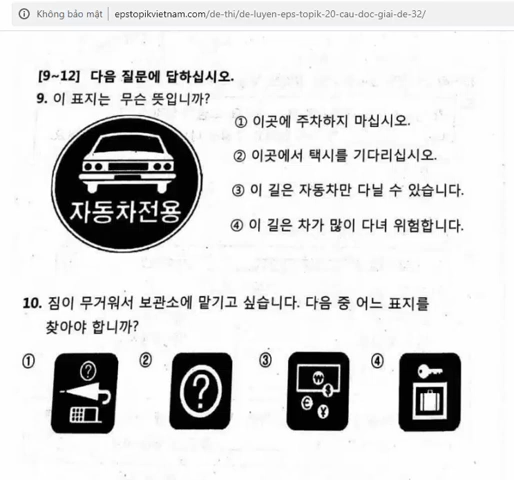 Không bảo mật | epstopikvietnam.com/de-thi/de-luyen-eps-topik-20-cau-doc-giai-de-32/
[9~12] 다음 질문에 답하십시오.
9. 이 표지는 무슨 뜻입니까?
자동차전용
① 이곳에 주차하지 마십시오.
② 이곳에서 택시를 기다리십시오.
③ 이 길은 자동차만 다닐 수 있습니다.
④ 이 길은 차가 많이 다녀 위험합니다.
10. 짐이 무거워서 보관소에 맡기고 싶습니다. 다음 중 어느 표지를
찾아야 합니까?
① ?
② ?
③ ₩ $ € ¥
④